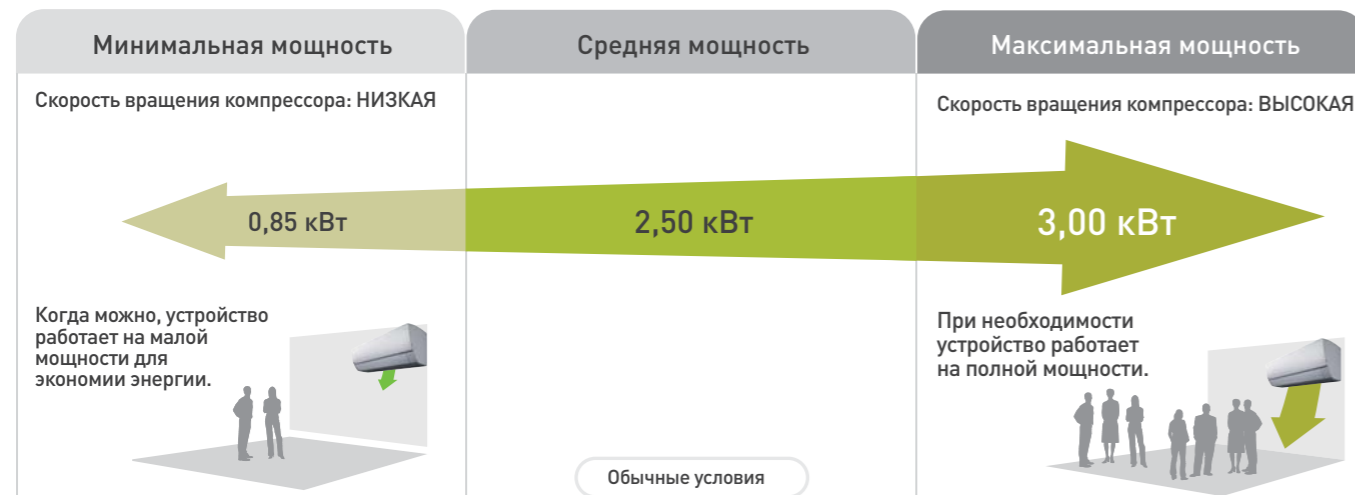 Минимальная мощность
Средняя мощность
Максимальная мощность
Скорость вращения компрессора: НИЗКАЯ
Скорость вращения компрессора: ВЫСОКАЯ
0,85 кВт
2,50 кВт
3,00 кВт
Когда можно, устройство
работает на малой
мощности для
экономии энергии.
При необходимости
устройство работает
на полной мощности.
Обычные условия